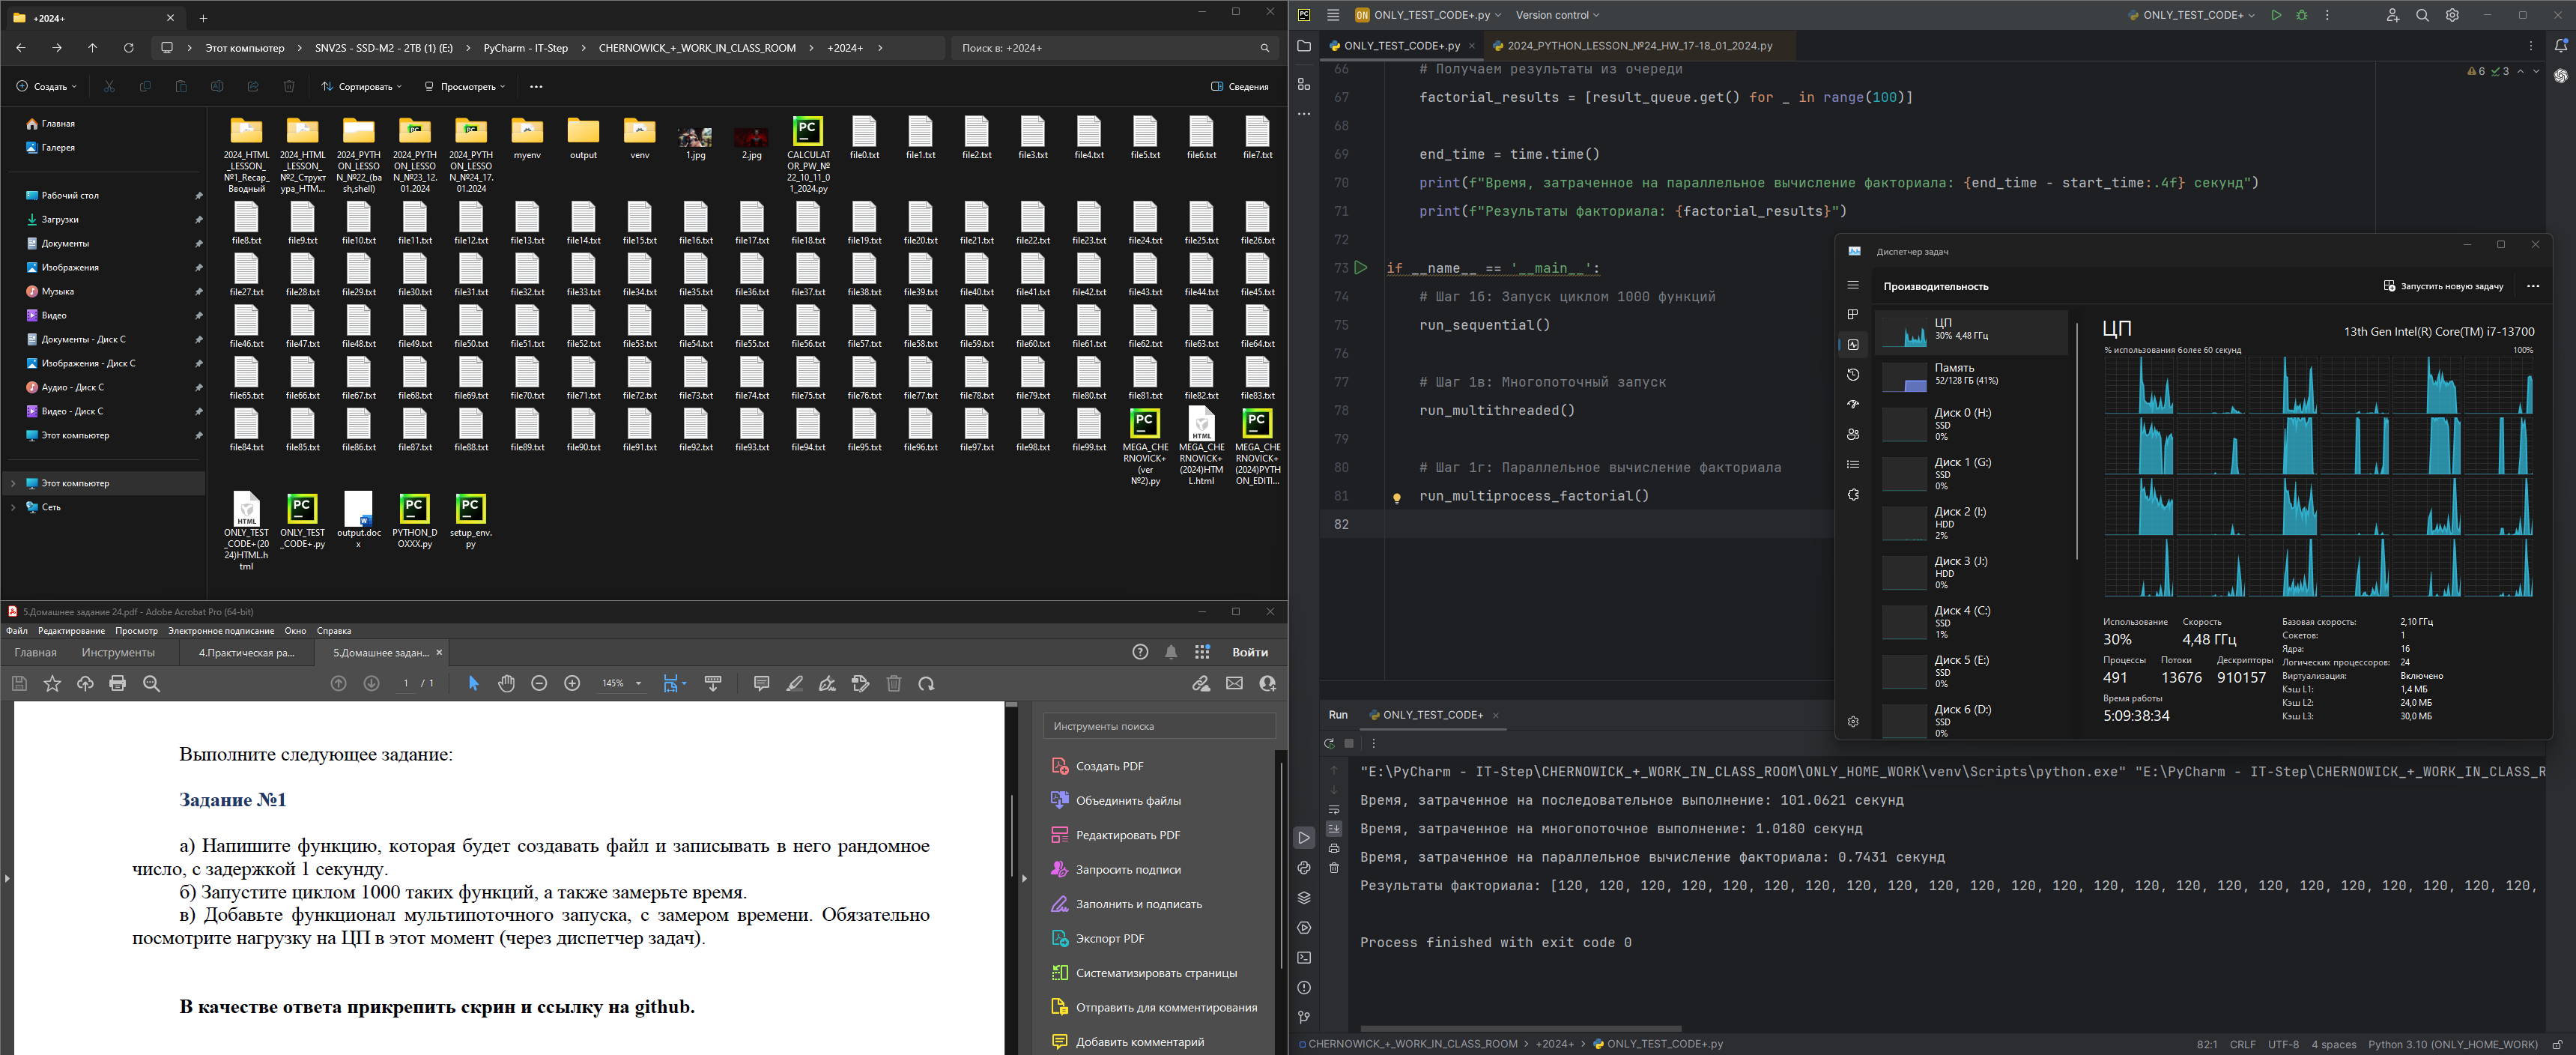 +2024+
Этот компьютер > SNV2S - SSD-M2 - 2TB (1) (E:) > PyCharm - IT-Step > CHERNOWICK_+_WORK_IN_CLASS_ROOM > +2024+ >
Поиск в: +2024+
Создать
Сортировать
Просмотреть
Сведения
Главная
Галерея
Рабочий стол
Загрузки
Документы
Изображения
Музыка
Видео
Документы - Диск C
Изображения - Диск C
Аудио - Диск C
Видео - Диск C
Этот компьютер
Этот компьютер
Сеть
2024_HTML_LESSON_№1_Recap_Вводный
2024_HTML_LESSON_№2_Структура_HTM...
2024_PYTHON_LESSON_№22_(bash,shell)
2024_PYTHON_LESSON_№23_12.01.2024
2024_PYTHON_LESSON_№24_17.01.2024
myenv
output
venv
1.jpg
2.jpg
CALCULATOR_PW_№22_10_11_01_2024.py
file0.txt file1.txt file2.txt file3.txt file4.txt file5.txt file6.txt file7.txt
file8.txt file9.txt file10.txt file11.txt file12.txt file13.txt file14.txt file15.txt file16.txt file17.txt file18.txt file19.txt file20.txt file21.txt file22.txt file23.txt file24.txt file25.txt file26.txt
file27.txt file28.txt file29.txt file30.txt file31.txt file32.txt file33.txt file34.txt file35.txt file36.txt file37.txt file38.txt file39.txt file40.txt file41.txt file42.txt file43.txt file44.txt file45.txt
file46.txt file47.txt file48.txt file49.txt file50.txt file51.txt file52.txt file53.txt file54.txt file55.txt file56.txt file57.txt file58.txt file59.txt file60.txt file61.txt file62.txt file63.txt file64.txt
file65.txt file66.txt file67.txt file68.txt file69.txt file70.txt file71.txt file72.txt file73.txt file74.txt file75.txt file76.txt file77.txt file78.txt file79.txt file80.txt file81.txt file82.txt file83.txt
file84.txt file85.txt file86.txt file87.txt file88.txt file89.txt file90.txt file91.txt file92.txt file93.txt file94.txt file95.txt file96.txt file97.txt file98.txt file99.txt
MEGA_CHERNOVICK+(ver №2).py
MEGA_CHERNOVICK+(2024)HTML.html
MEGA_CHERNOVICK+(2024)PYTHON_EDITI...
ONLY_TEST_CODE+(2024)HTML.html
ONLY_TEST_CODE+.py
output.docx
PYTHON_DOXXX.py
setup_env.py
5.Домашнее задание 24.pdf - Adobe Acrobat Pro (64-bit)
Файл Редактирование Просмотр Электронное подписание Окно Справка
Главная Инструменты 4.Практическая ра... 5.Домашнее задан... Войти
1 / 1 145%
Выполните следующее задание:
Задание №1
а) Напишите функцию, которая будет создавать файл и записывать в него рандомное
число, с задержкой 1 секунду.
б) Запустите циклом 1000 таких функций, а также замерьте время.
в) Добавьте функционал мультипоточного запуска, с замером времени. Обязательно
посмотрите нагрузку на ЦП в этот момент (через диспетчер задач).
В качестве ответа прикрепить скрин и ссылку на github.
Инструменты поиска
Создать PDF
Объединить файлы
Редактировать PDF
Запросить подписи
Заполнить и подписать
Экспорт PDF
Систематизировать страницы
Отправить для комментирования
Добавить комментарий
PC ON ONLY_TEST_CODE+.py Version control ONLY_TEST_CODE+
ONLY_TEST_CODE+.py 2024_PYTHON_LESSON_№24_HW_17-18_01_2024.py
6 3
66 # Получаем результаты из очереди
67 factorial_results = [result_queue.get() for _ in range(100)]
68
69 end_time = time.time()
70 print(f"Время, затраченное на параллельное вычисление факториала: {end_time - start_time:.4f} секунд")
71 print(f"Результаты факториала: {factorial_results}")
72
73 if __name__ == '__main__':
74 # Шаг 1б: Запуск циклом 1000 функций
75 run_sequential()
76
77 # Шаг 1в: Многопоточный запуск
78 run_multithreaded()
79
80 # Шаг 1г: Параллельное вычисление факториала
81 run_multiprocess_factorial()
82
Диспетчер задач
Производительность
Запустить новую задачу
ЦП
30% 4,48 ГГц
Память
52/128 ГБ (41%)
Диск 0 (H:)
SSD
0%
Диск 1 (G:)
SSD
0%
Диск 2 (I:)
HDD
2%
Диск 3 (J:)
HDD
0%
Диск 4 (C:)
SSD
1%
Диск 5 (E:)
SSD
0%
Диск 6 (D:)
SSD
0%
ЦП
13th Gen Intel(R) Core(TM) i7-13700
% использования более 60 секунд
100%
Использование
30%
Скорость
4,48 ГГц
Процессы
491
Потоки
13676
Дескрипторы
910157
Время работы
5:09:38:34
Базовая скорость: 2,10 ГГц
Сокетов: 1
Ядра: 16
Логических процессоров: 24
Виртуализация: Включено
Кэш L1: 1,4 МБ
Кэш L2: 24,0 МБ
Кэш L3: 30,0 МБ
Run ONLY_TEST_CODE+
"E:\PyCharm - IT-Step\CHERNOWICK_+_WORK_IN_CLASS_ROOM\ONLY_HOME_WORK\venv\Scripts\python.exe" "E:\PyCharm - IT-Step\CHERNOWICK_+_WORK_IN_CLASS_R
Время, затраченное на последовательное выполнение: 101.0621 секунд
Время, затраченное на многопоточное выполнение: 1.0180 секунд
Время, затраченное на параллельное вычисление факториала: 0.7431 секунд
Результаты факториала: [120, 120, 120, 120, 120, 120, 120, 120, 120, 120, 120, 120, 120, 120, 120, 120, 120, 120, 120, 120, 120, 120, 120, 120,
Process finished with exit code 0
CHERNOWICK_+_WORK_IN_CLASS_ROOM > +2024+ > ONLY_TEST_CODE+.py
82:1 CRLF UTF-8 4 spaces Python 3.10 (ONLY_HOME_WORK)